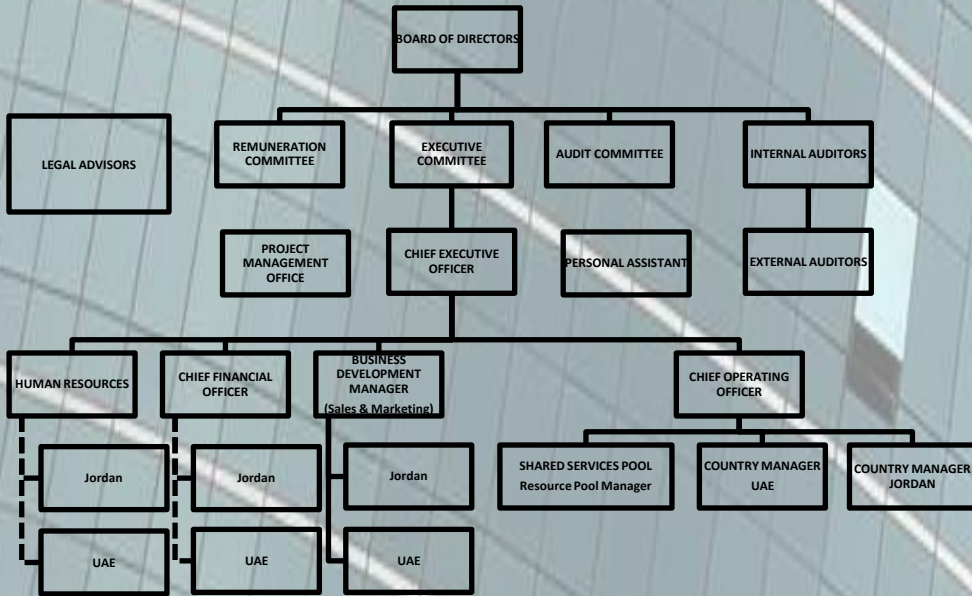 BOARD OF DIRECTORS
LEGAL ADVISORS
REMUNERATION
COMMITTEE
EXECUTIVE
COMMITTEE
AUDIT COMMITTEE
INTERNAL AUDITORS
PROJECT
MANAGEMENT
OFFICE
CHIEF EXECUTIVE
OFFICER
PERSONAL ASSISTANT
EXTERNAL AUDITORS
HUMAN RESOURCES
CHIEF FINANCIAL
OFFICER
BUSINESS
DEVELOPMENT
MANAGER
(Sales & Marketing)
CHIEF OPERATING
OFFICER
Jordan
Jordan
Jordan
SHARED SERVICES POOL
Resource Pool Manager
COUNTRY MANAGER
UAE
COUNTRY MANAGER
JORDAN
UAE
UAE
UAE